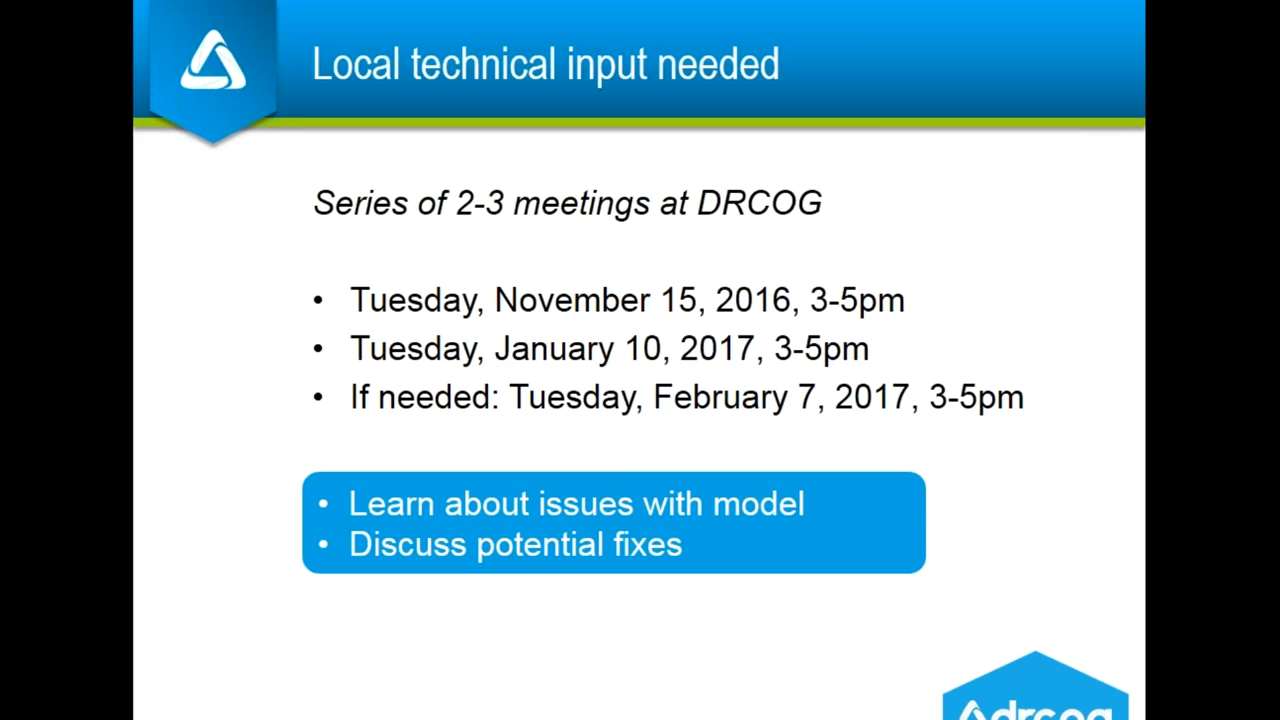 Local technical input needed
Series of 2-3 meetings at DRCOG
• Tuesday, November 15, 2016, 3-5pm
• Tuesday, January 10, 2017, 3-5pm
• If needed: Tuesday, February 7, 2017, 3-5pm
• Learn about issues with model
• Discuss potential fixes
drcog